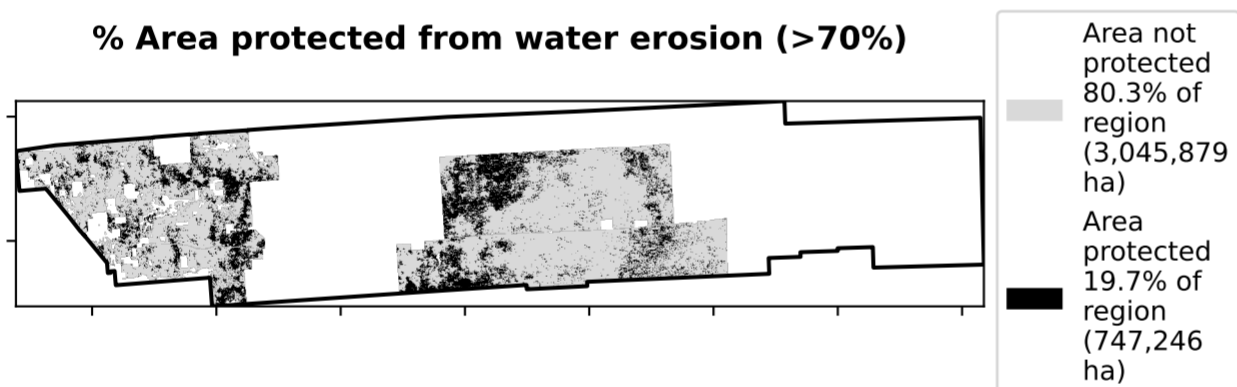 % Area protected from water erosion (>70%)
Area not
protected
80.3% of
region
(3,045,879
ha)
Area
protected
19.7% of
region
(747,246
ha)